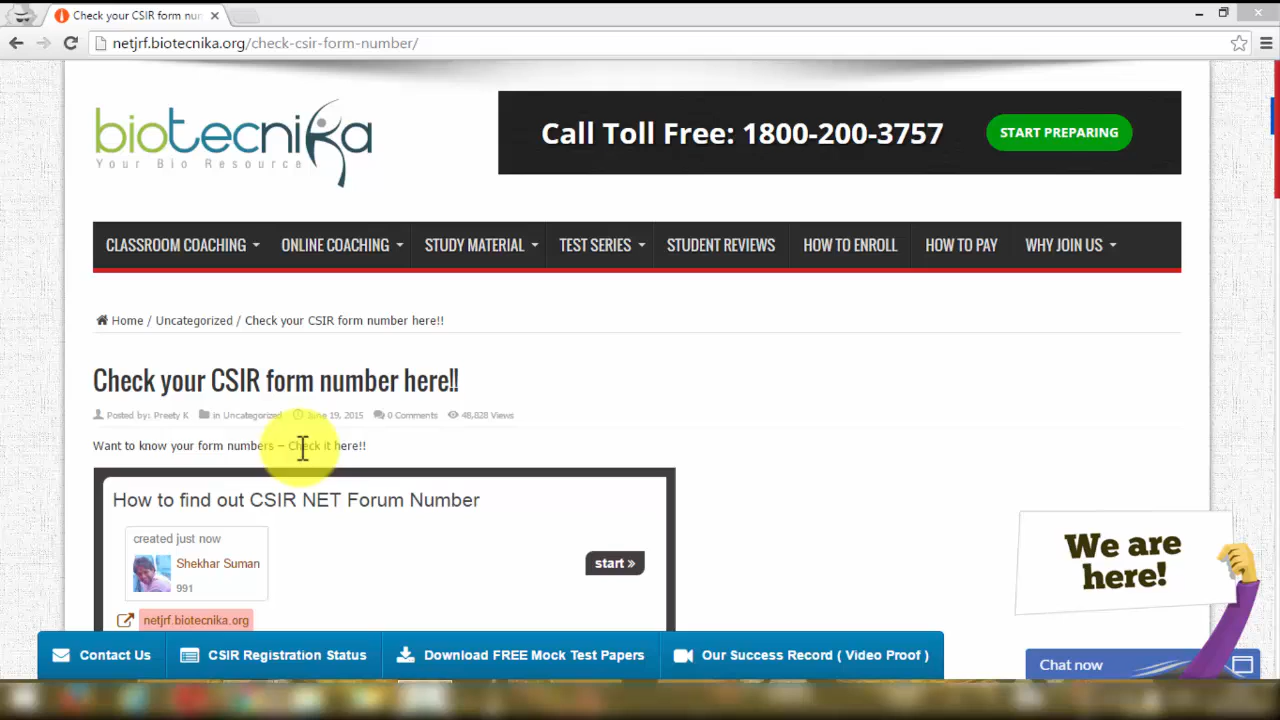 Check your CSIR form nun
netjrf.biotecnika.org/check-csir-form-number/
biotecnika
Your Bio Resource
Call Toll Free: 1800-200-3757
START PREPARING
CLASSROOM COACHING
ONLINE COACHING
STUDY MATERIAL
TEST SERIES
STUDENT REVIEWS
HOW TO ENROLL
HOW TO PAY
WHY JOIN US
Home / Uncategorized / Check your CSIR form number here!!
Check your CSIR form number here!!
Posted by: Preety K in Uncategorized June 19, 2015 0 Comments 48,828 Views
Want to know your form numbers – Check it here!!
How to find out CSIR NET Forum Number
created just now
Shekhar Suman
991
start »
netjrf.biotecnika.org
We are
here!
Contact Us
CSIR Registration Status
Download FREE Mock Test Papers
Our Success Record ( Video Proof )
Chat now